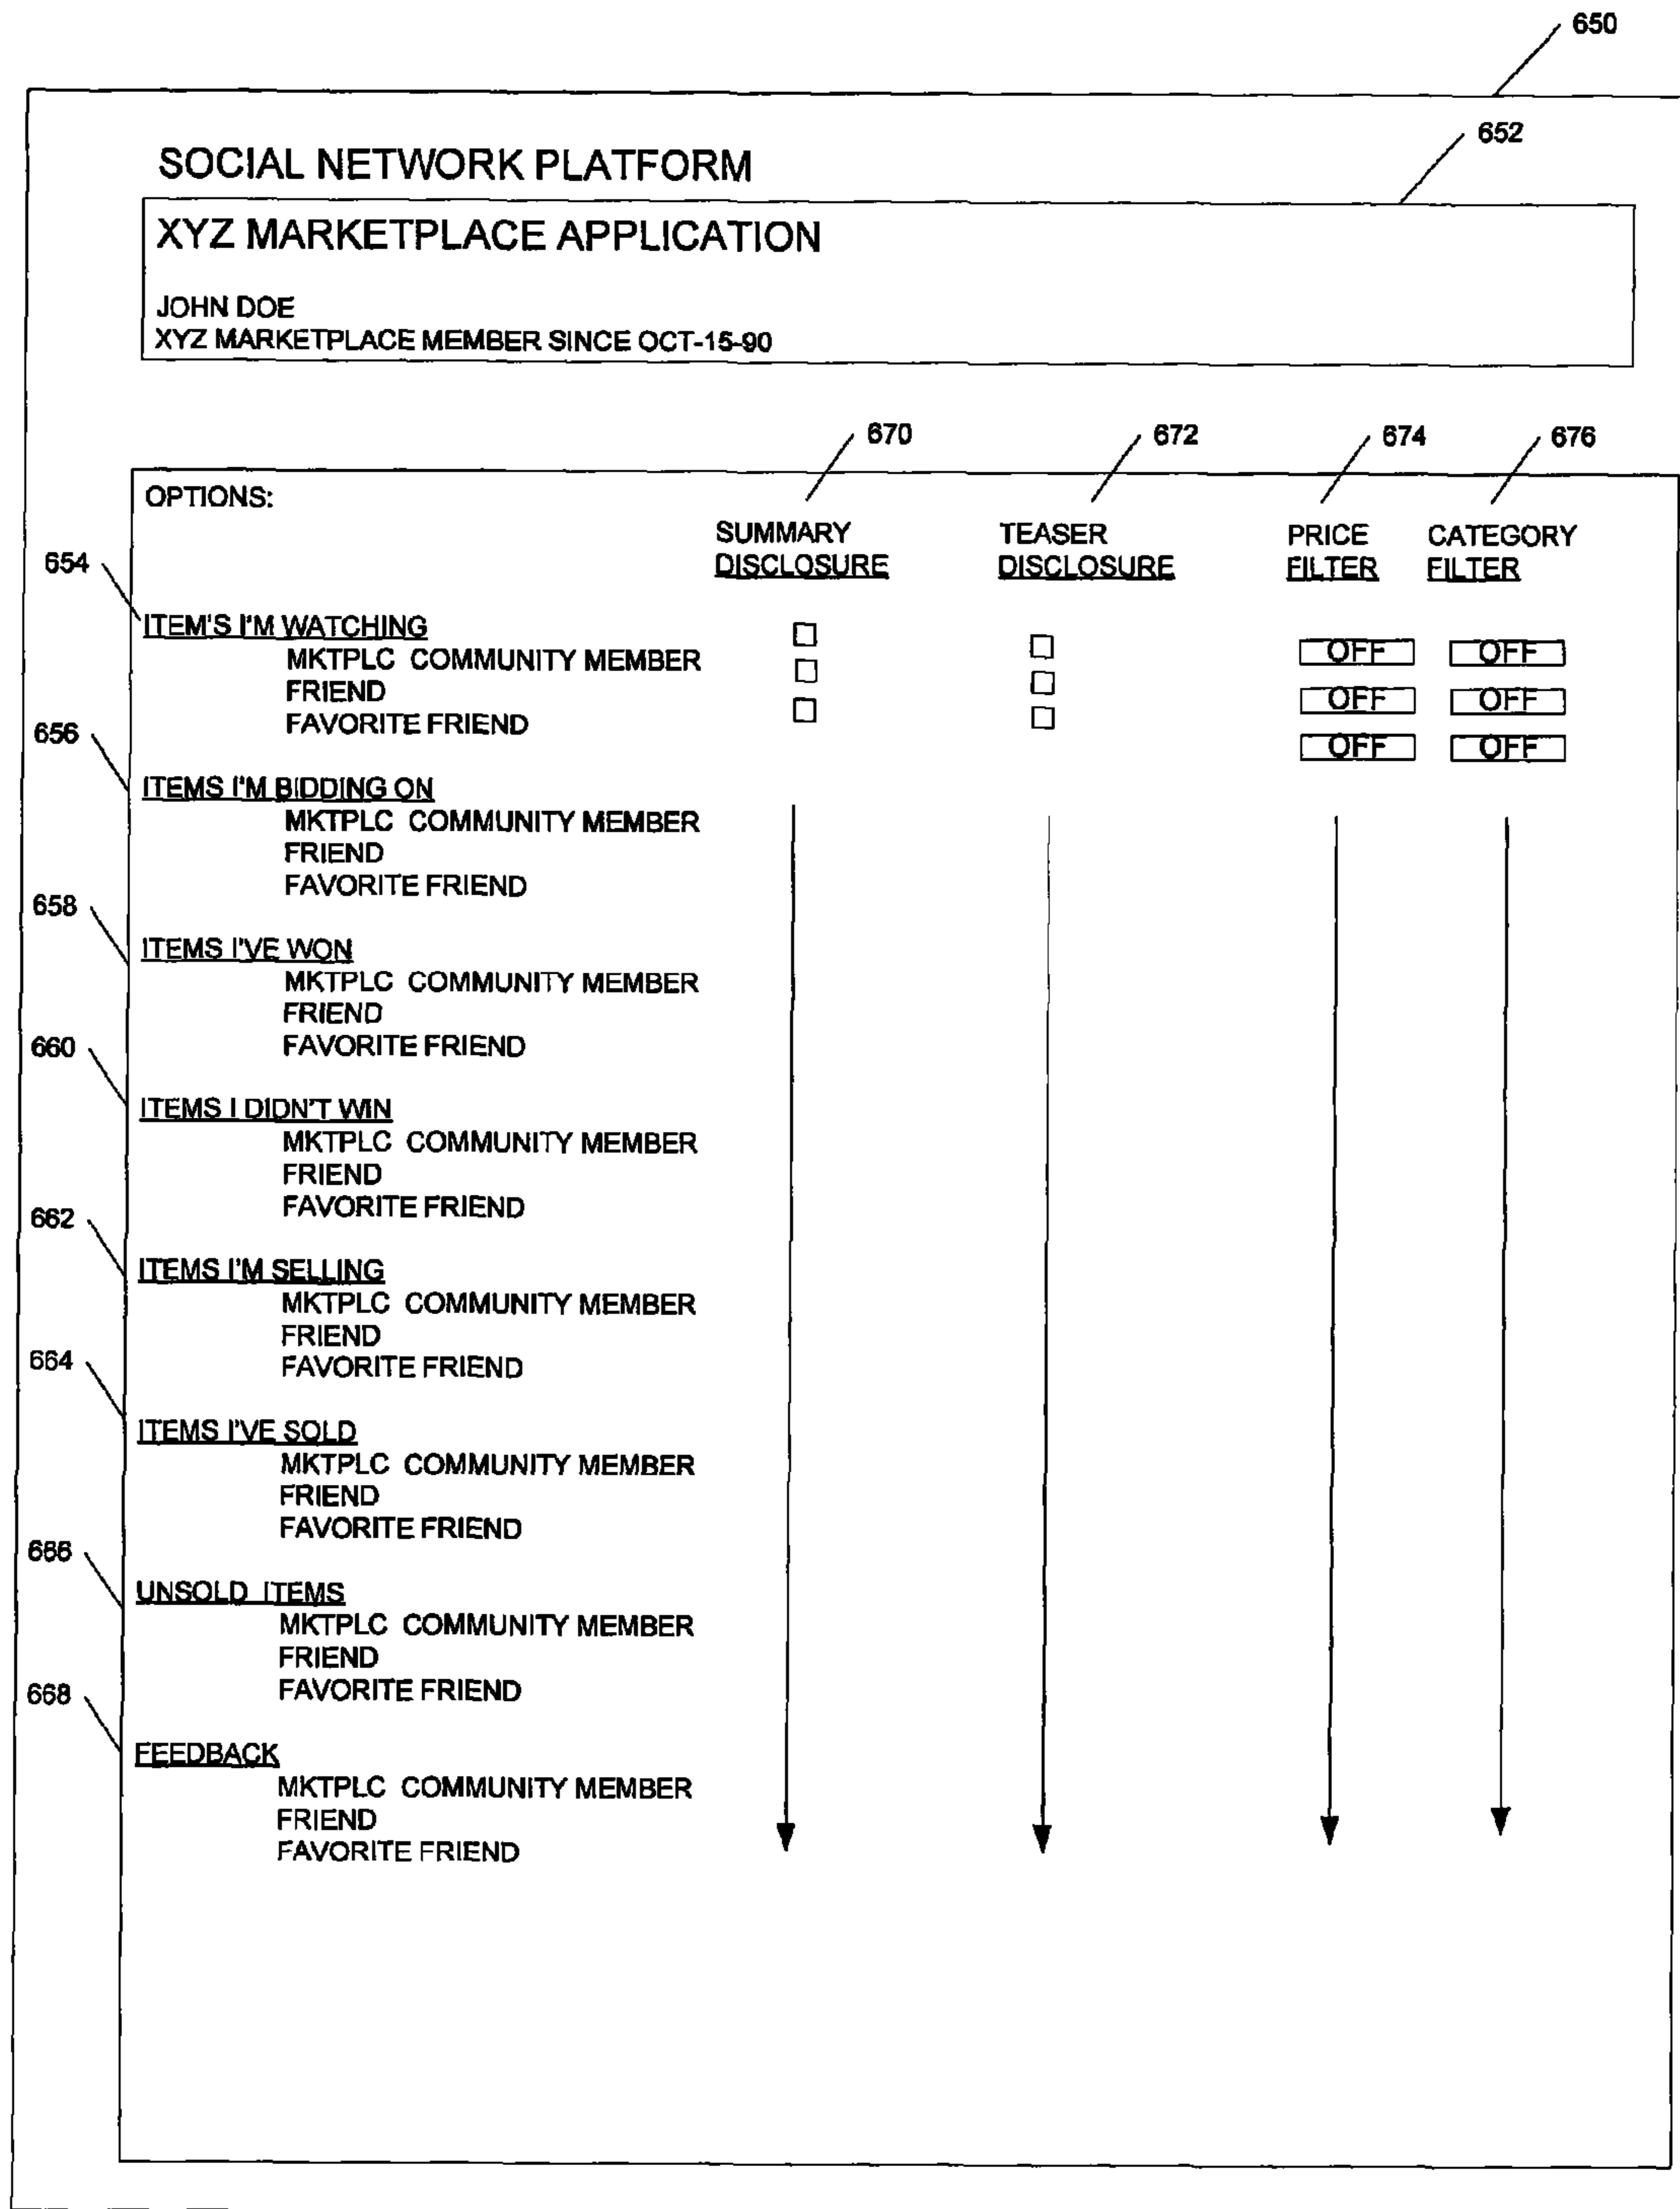 650
652
SOCIAL NETWORK PLATFORM
XYZ MARKETPLACE APPLICATION
JOHN DOE
XYZ MARKETPLACE MEMBER SINCE OCT-15-90
670 672 674 676
OPTIONS:
SUMMARY TEASER PRICE CATEGORY
DISCLOSURE DISCLOSURE FILTER FILTER
654
ITEM'S I'M WATCHING
MKTPLC COMMUNITY MEMBER OFF OFF
FRIEND OFF OFF
FAVORITE FRIEND OFF OFF
656
ITEMS I'M BIDDING ON
MKTPLC COMMUNITY MEMBER
FRIEND
FAVORITE FRIEND
658
ITEMS I'VE WON
MKTPLC COMMUNITY MEMBER
FRIEND
FAVORITE FRIEND
660
ITEMS I DIDN'T WIN
MKTPLC COMMUNITY MEMBER
FRIEND
FAVORITE FRIEND
662
ITEMS I'M SELLING
MKTPLC COMMUNITY MEMBER
FRIEND
FAVORITE FRIEND
664
ITEMS I'VE SOLD
MKTPLC COMMUNITY MEMBER
FRIEND
FAVORITE FRIEND
666
UNSOLD ITEMS
MKTPLC COMMUNITY MEMBER
FRIEND
FAVORITE FRIEND
668
FEEDBACK
MKTPLC COMMUNITY MEMBER
FRIEND
FAVORITE FRIEND